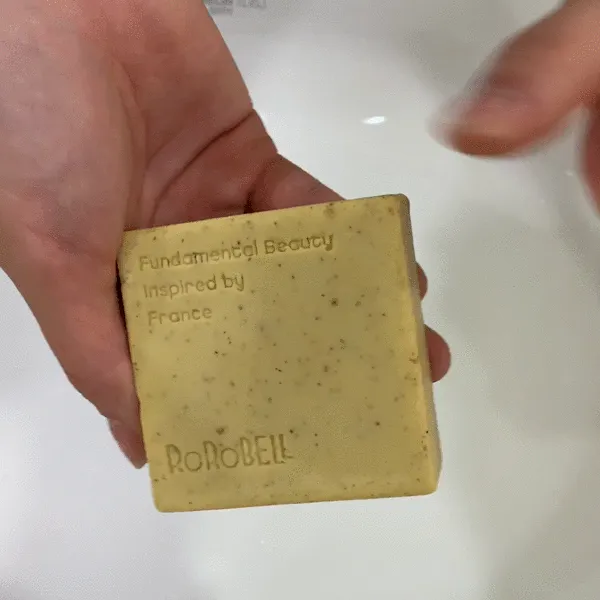 Fundamental Beauty
Inspired by
France
RoRoBELL